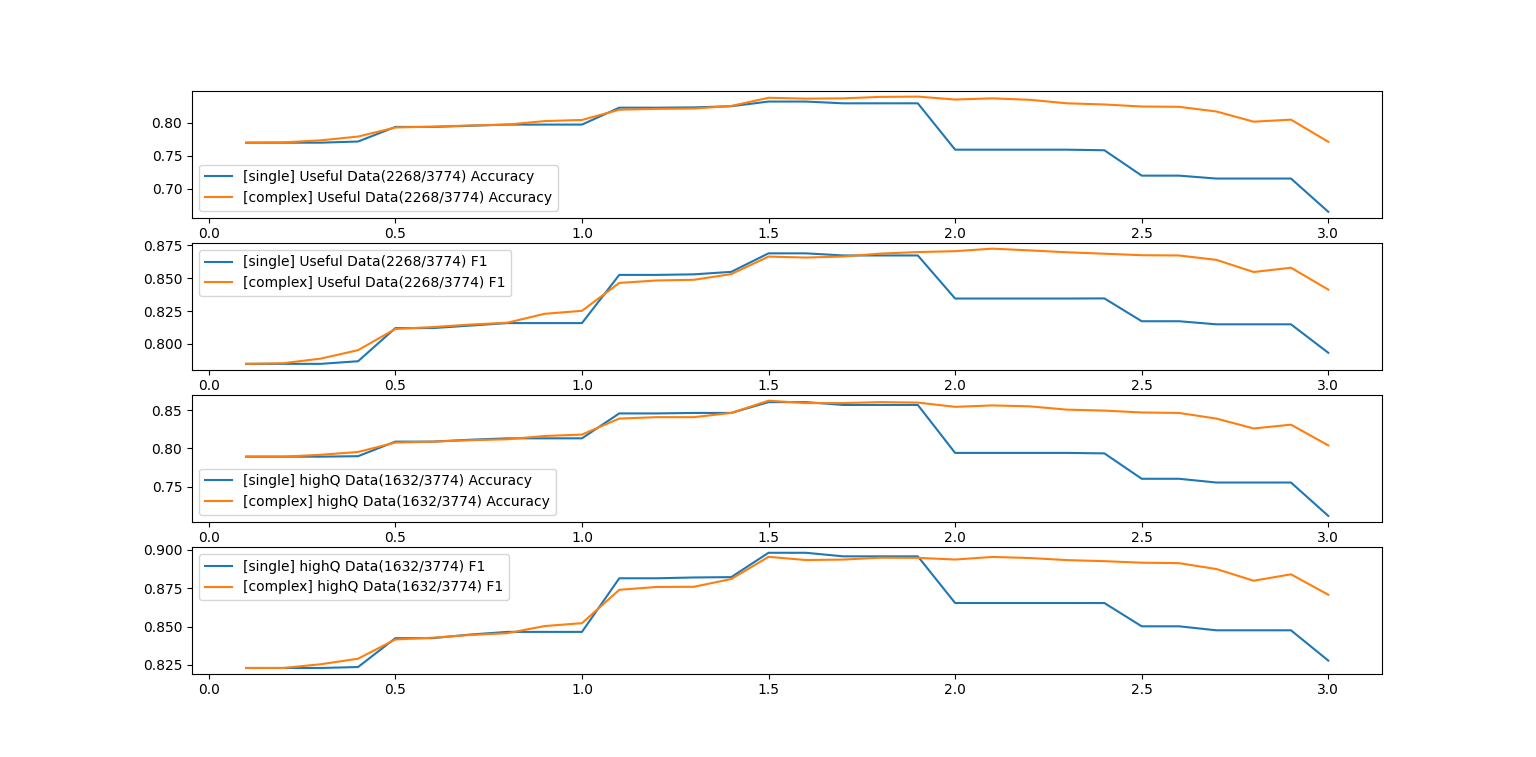 0.80
0.75
0.70
[single] Useful Data(2268/3774) Accuracy
[complex] Useful Data(2268/3774) Accuracy
0.0 0.5 1.0 1.5 2.0 2.5 3.0
0.875
0.850
0.825
0.800
[single] Useful Data(2268/3774) F1
[complex] Useful Data(2268/3774) F1
0.0 0.5 1.0 1.5 2.0 2.5 3.0
0.85
0.80
0.75
[single] highQ Data(1632/3774) Accuracy
[complex] highQ Data(1632/3774) Accuracy
0.0 0.5 1.0 1.5 2.0 2.5 3.0
0.900
0.875
0.850
0.825
[single] highQ Data(1632/3774) F1
[complex] highQ Data(1632/3774) F1
0.0 0.5 1.0 1.5 2.0 2.5 3.0